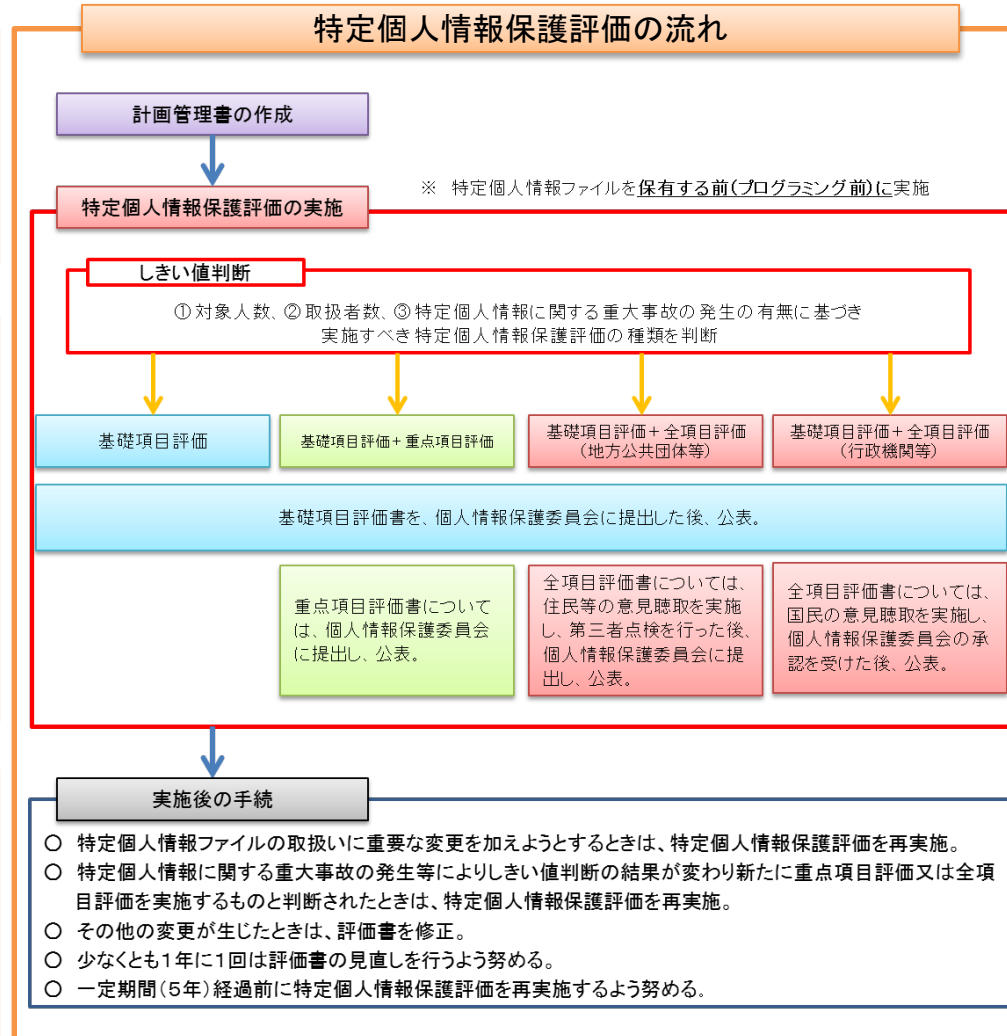 特定個人情報保護評価の流れ
計画管理書の作成
※ 特定個人情報ファイルを保有する前(プログラミング前)に実施
特定個人情報保護評価の実施
しきい値判断
①対象人数、②取扱者数、③特定個人情報に関する重大事故の発生の有無に基づき
実施すべき特定個人情報保護評価の種類を判断
基礎項目評価
基礎項目評価+重点項目評価
基礎項目評価+全項目評価
(地方公共団体等)
基礎項目評価+全項目評価
(行政機関等)
基礎項目評価書を、個人情報保護委員会に提出した後、公表。
重点項目評価書について
は、個人情報保護委員会
に提出し、公表。
全項目評価書については、
住民等の意見聴取を実施
し、第三者点検を行った後、
個人情報保護委員会に提
出し、公表。
全項目評価書については、
国民の意見聴取を実施し、
個人情報保護委員会の承
認を受けた後、公表。
実施後の手続
○ 特定個人情報ファイルの取扱いに重要な変更を加えようとするときは、特定個人情報保護評価を再実施。
○ 特定個人情報に関する重大事故の発生等によりしきい値判断の結果が変わり新たに重点項目評価又は全項
目評価を実施するものと判断されたときは、特定個人情報保護評価を再実施。
○ その他の変更が生じたときは、評価書を修正。
○ 少なくとも1年に1回は評価書の見直しを行うよう努める。
○ 一定期間(5年)経過前に特定個人情報保護評価を再実施するよう努める。